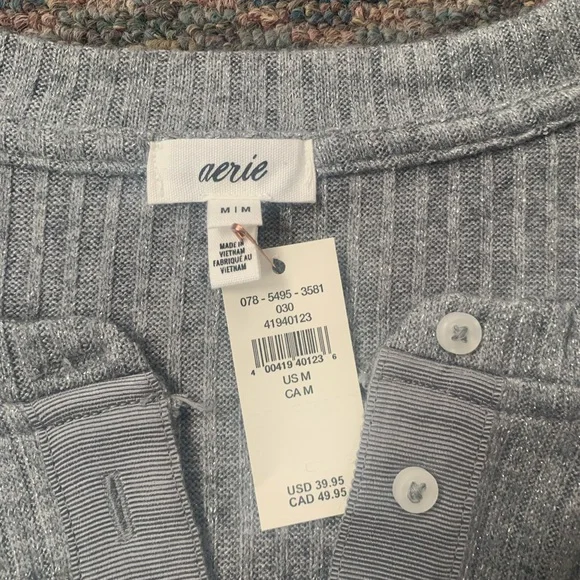 aerie
M | M
MADE IN
VIETNAM
FABRIQUÉ AU
VIETNAM
078 - 5495 - 3581
030
41940123
4 00419 40123 6
US M
CA M
USD 39.95
CAD 49.95